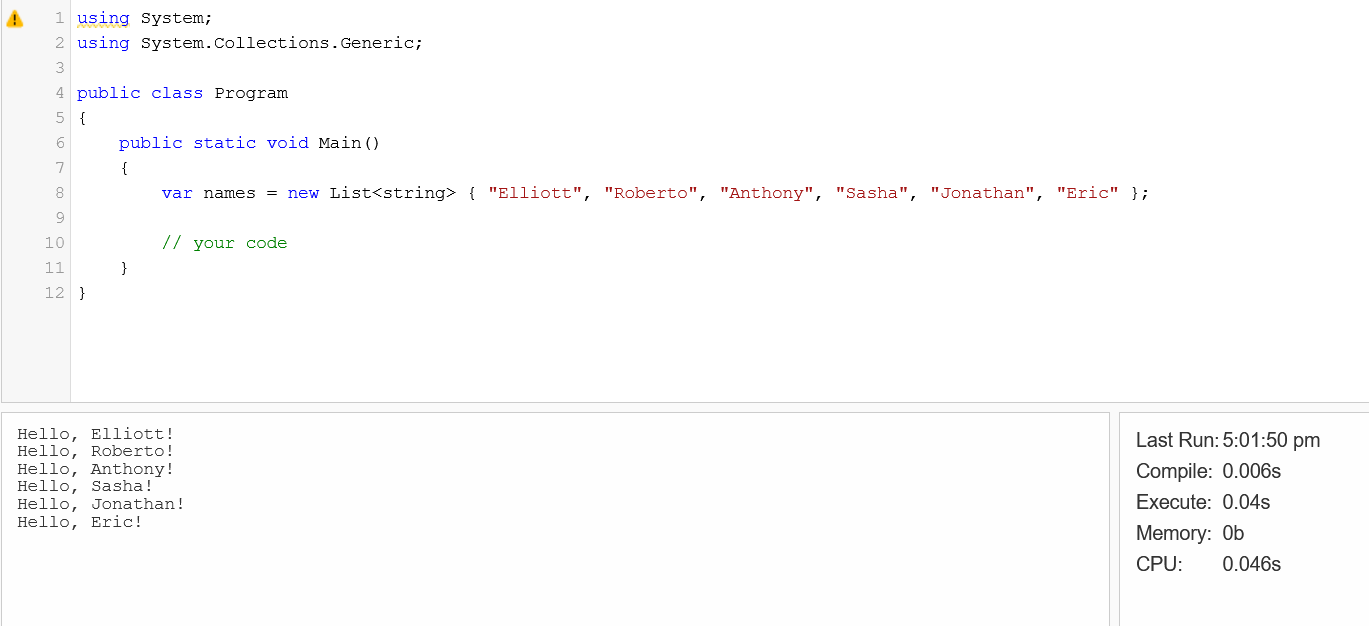 1 using System;
2 using System.Collections.Generic;
3
4 public class Program
5 {
6     public static void Main()
7     {
8         var names = new List<string> { "Elliott", "Roberto", "Anthony", "Sasha", "Jonathan", "Eric" };
9
10         // your code
11     }
12 }
Hello, Elliott!
Hello, Roberto!
Hello, Anthony!
Hello, Sasha!
Hello, Jonathan!
Hello, Eric!
Last Run: 5:01:50 pm
Compile: 0.006s
Execute: 0.04s
Memory: 0b
CPU: 0.046s